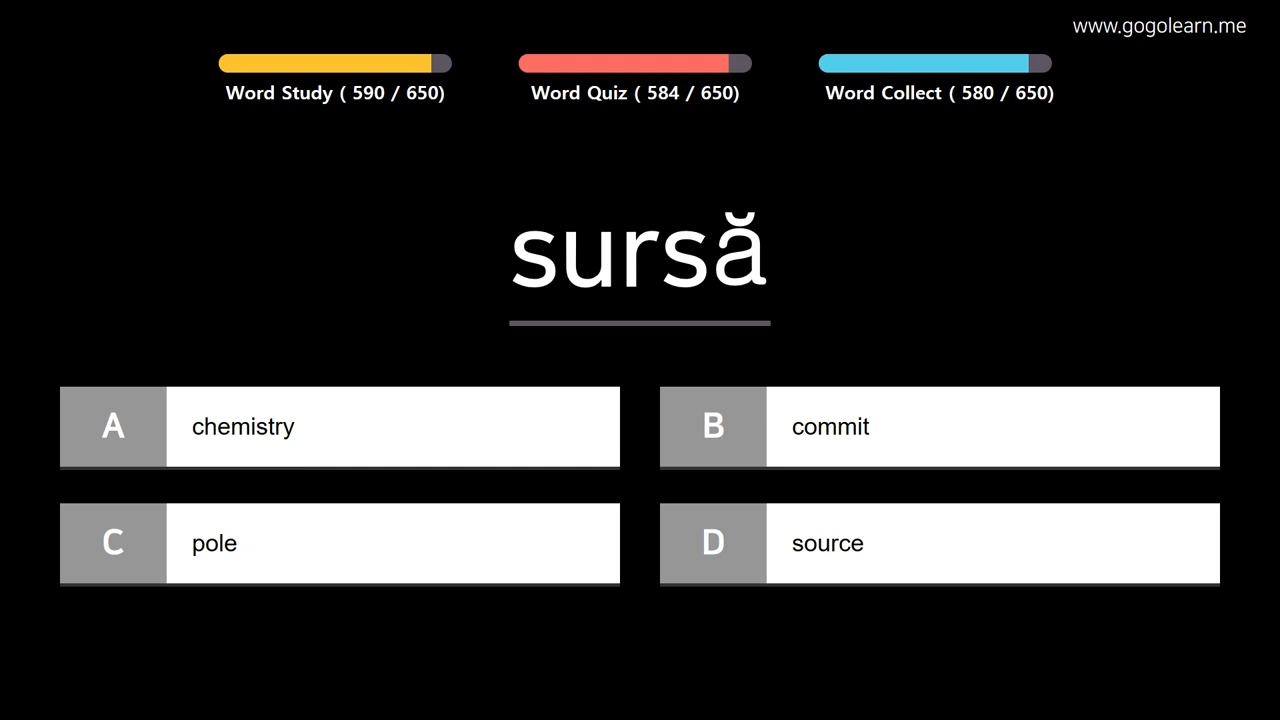 www.gogolearn.me
Word Study ( 590 / 650)
Word Quiz ( 584 / 650)
Word Collect ( 580 / 650)
sursă
A chemistry
B commit
C pole
D source